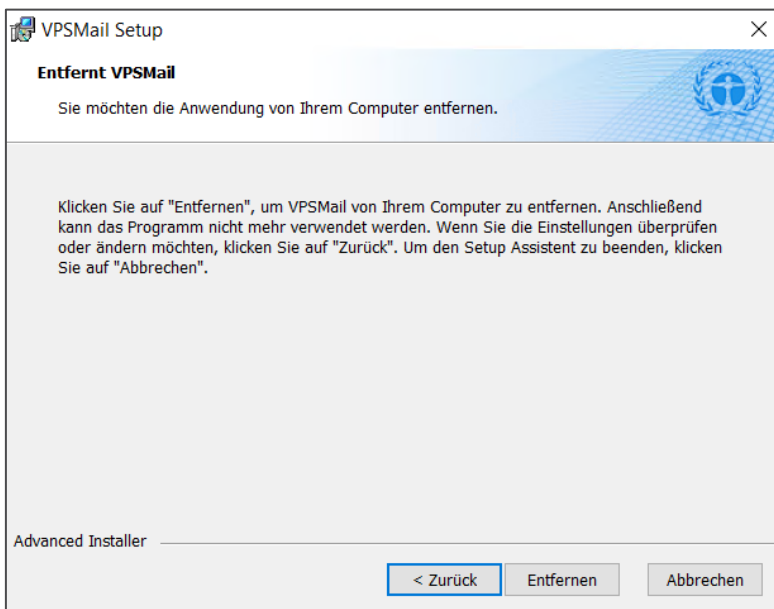 VPSMail Setup
Entfernt VPSMail
Sie möchten die Anwendung von Ihrem Computer entfernen.
Klicken Sie auf "Entfernen", um VPSMail von Ihrem Computer zu entfernen. Anschließend
kann das Programm nicht mehr verwendet werden. Wenn Sie die Einstellungen überprüfen
oder ändern möchten, klicken Sie auf "Zurück". Um den Setup Assistent zu beenden, klicken
Sie auf "Abbrechen".
Advanced Installer
< Zurück Entfernen Abbrechen